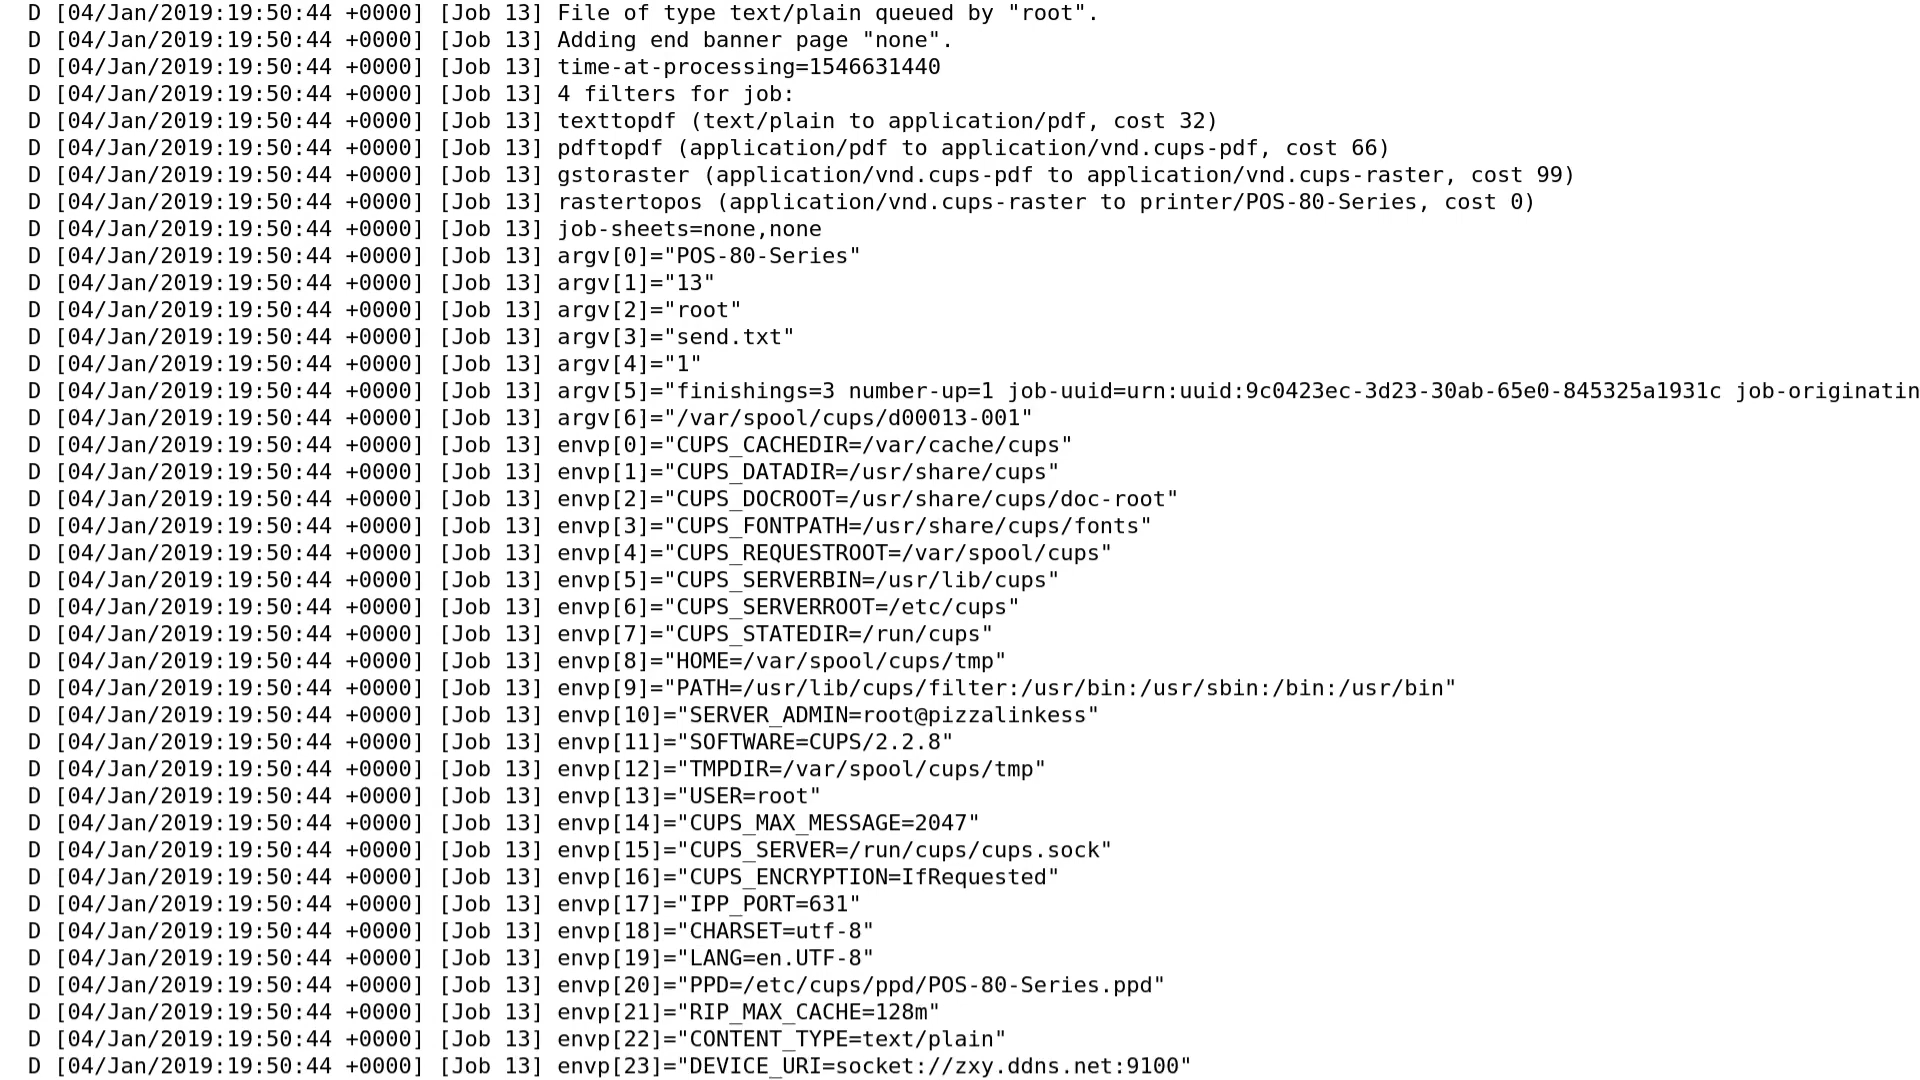 D [04/Jan/2019:19:50:44 +0000] [Job 13] File of type text/plain queued by "root".
D [04/Jan/2019:19:50:44 +0000] [Job 13] Adding end banner page "none".
D [04/Jan/2019:19:50:44 +0000] [Job 13] time-at-processing=1546631440
D [04/Jan/2019:19:50:44 +0000] [Job 13] 4 filters for job:
D [04/Jan/2019:19:50:44 +0000] [Job 13] texttopdf (text/plain to application/pdf, cost 32)
D [04/Jan/2019:19:50:44 +0000] [Job 13] pdftopdf (application/pdf to application/vnd.cups-pdf, cost 66)
D [04/Jan/2019:19:50:44 +0000] [Job 13] gstoraster (application/vnd.cups-pdf to application/vnd.cups-raster, cost 99)
D [04/Jan/2019:19:50:44 +0000] [Job 13] rastertopos (application/vnd.cups-raster to printer/POS-80-Series, cost 0)
D [04/Jan/2019:19:50:44 +0000] [Job 13] job-sheets=none,none
D [04/Jan/2019:19:50:44 +0000] [Job 13] argv[0]="POS-80-Series"
D [04/Jan/2019:19:50:44 +0000] [Job 13] argv[1]="13"
D [04/Jan/2019:19:50:44 +0000] [Job 13] argv[2]="root"
D [04/Jan/2019:19:50:44 +0000] [Job 13] argv[3]="send.txt"
D [04/Jan/2019:19:50:44 +0000] [Job 13] argv[4]="1"
D [04/Jan/2019:19:50:44 +0000] [Job 13] argv[5]="finishings=3 number-up=1 job-uuid=urn:uuid:9c0423ec-3d23-30ab-65e0-845325a1931c job-originatin
D [04/Jan/2019:19:50:44 +0000] [Job 13] argv[6]="/var/spool/cups/d00013-001"
D [04/Jan/2019:19:50:44 +0000] [Job 13] envp[0]="CUPS_CACHEDIR=/var/cache/cups"
D [04/Jan/2019:19:50:44 +0000] [Job 13] envp[1]="CUPS_DATADIR=/usr/share/cups"
D [04/Jan/2019:19:50:44 +0000] [Job 13] envp[2]="CUPS_DOCROOT=/usr/share/cups/doc-root"
D [04/Jan/2019:19:50:44 +0000] [Job 13] envp[3]="CUPS_FONTPATH=/usr/share/cups/fonts"
D [04/Jan/2019:19:50:44 +0000] [Job 13] envp[4]="CUPS_REQUESTROOT=/var/spool/cups"
D [04/Jan/2019:19:50:44 +0000] [Job 13] envp[5]="CUPS_SERVERBIN=/usr/lib/cups"
D [04/Jan/2019:19:50:44 +0000] [Job 13] envp[6]="CUPS_SERVERROOT=/etc/cups"
D [04/Jan/2019:19:50:44 +0000] [Job 13] envp[7]="CUPS_STATEDIR=/run/cups"
D [04/Jan/2019:19:50:44 +0000] [Job 13] envp[8]="HOME=/var/spool/cups/tmp"
D [04/Jan/2019:19:50:44 +0000] [Job 13] envp[9]="PATH=/usr/lib/cups/filter:/usr/bin:/usr/sbin:/bin:/usr/bin"
D [04/Jan/2019:19:50:44 +0000] [Job 13] envp[10]="SERVER_ADMIN=root@pizzalinkess"
D [04/Jan/2019:19:50:44 +0000] [Job 13] envp[11]="SOFTWARE=CUPS/2.2.8"
D [04/Jan/2019:19:50:44 +0000] [Job 13] envp[12]="TMPDIR=/var/spool/cups/tmp"
D [04/Jan/2019:19:50:44 +0000] [Job 13] envp[13]="USER=root"
D [04/Jan/2019:19:50:44 +0000] [Job 13] envp[14]="CUPS_MAX_MESSAGE=2047"
D [04/Jan/2019:19:50:44 +0000] [Job 13] envp[15]="CUPS_SERVER=/run/cups/cups.sock"
D [04/Jan/2019:19:50:44 +0000] [Job 13] envp[16]="CUPS_ENCRYPTION=IfRequested"
D [04/Jan/2019:19:50:44 +0000] [Job 13] envp[17]="IPP_PORT=631"
D [04/Jan/2019:19:50:44 +0000] [Job 13] envp[18]="CHARSET=utf-8"
D [04/Jan/2019:19:50:44 +0000] [Job 13] envp[19]="LANG=en.UTF-8"
D [04/Jan/2019:19:50:44 +0000] [Job 13] envp[20]="PPD=/etc/cups/ppd/POS-80-Series.ppd"
D [04/Jan/2019:19:50:44 +0000] [Job 13] envp[21]="RIP_MAX_CACHE=128m"
D [04/Jan/2019:19:50:44 +0000] [Job 13] envp[22]="CONTENT_TYPE=text/plain"
D [04/Jan/2019:19:50:44 +0000] [Job 13] envp[23]="DEVICE_URI=socket://zxy.ddns.net:9100"